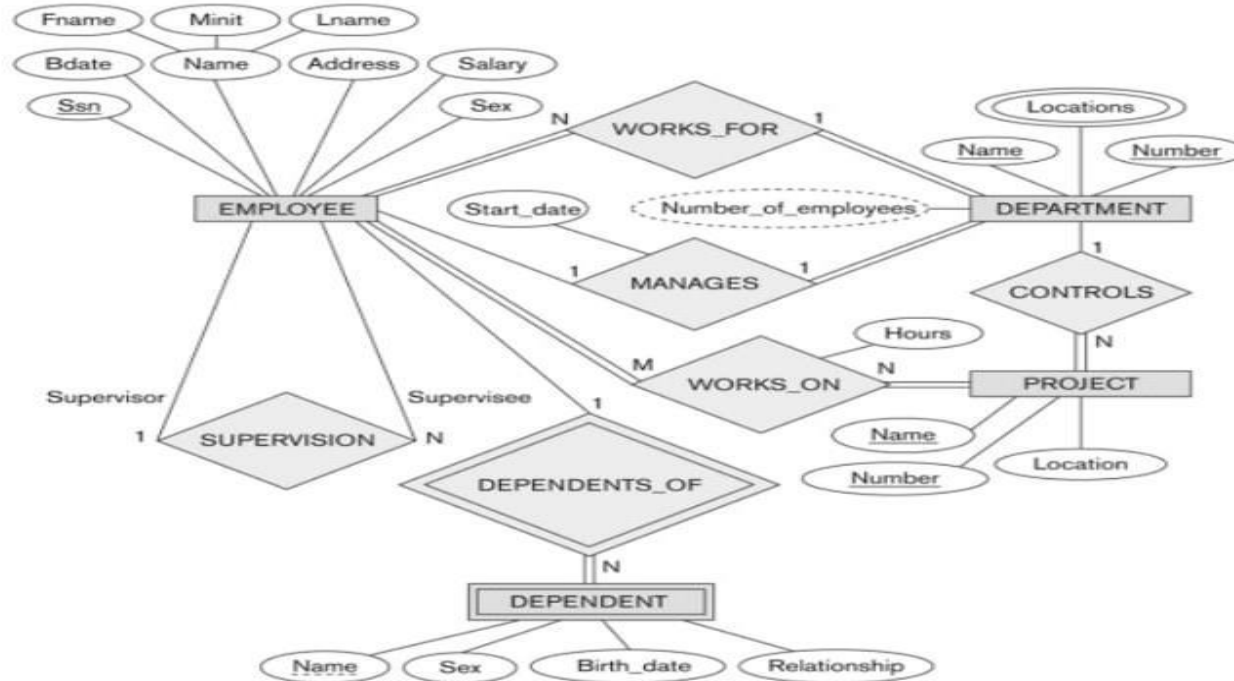 Fname
Minit
Lname
Bdate
Name
Address
Salary
Ssn
Sex
N
WORKS_FOR
1
Locations
Name
Number
EMPLOYEE
Start_date
Number_of_employees
DEPARTMENT
1
MANAGES
1
1
CONTROLS
N
Hours
M
WORKS_ON
N
PROJECT
Supervisor
Supervisee
1
SUPERVISION
N
1
Name
Number
Location
DEPENDENTS_OF
N
DEPENDENT
Name
Sex
Birth_date
Relationship